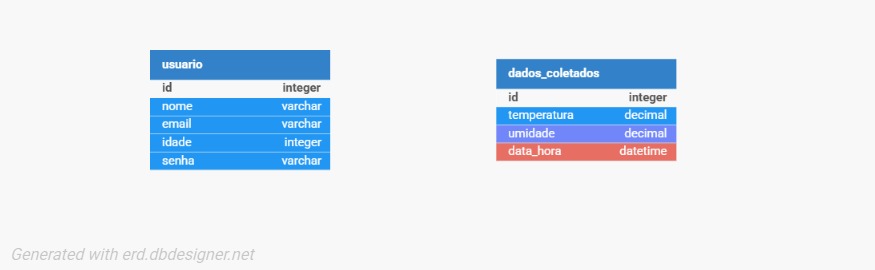 usuario
id integer
nome varchar
email varchar
idade integer
senha varchar
dados_coletados
id integer
temperatura decimal
umidade decimal
data_hora datetime
Generated with erd.dbdesigner.net